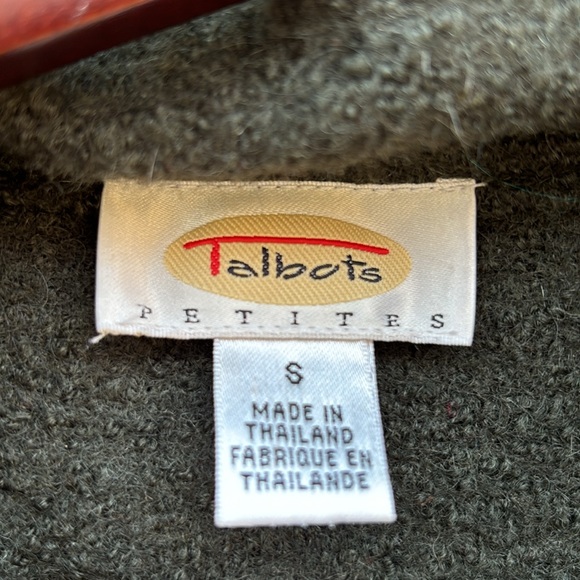 Talbots
PETITES
S
MADE IN
THAILAND
FABRIQUE EN
THAILANDE